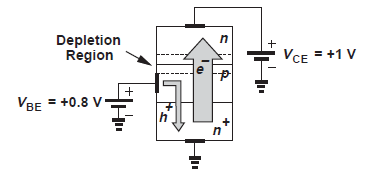 n
Depletion
Region
+
V_CE = +1 V
−
e⁻
p
+
V_BE = +0.8 V
−
h⁺
n⁺